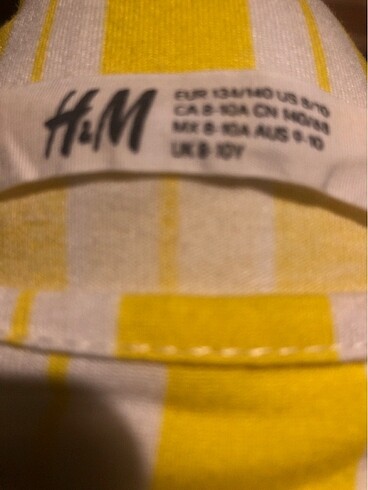 H&M
EUR 134/140 US 8/10
CA 8-10A CN 140/68
MX 8-10A AUS 9-10
UK 8-10Y